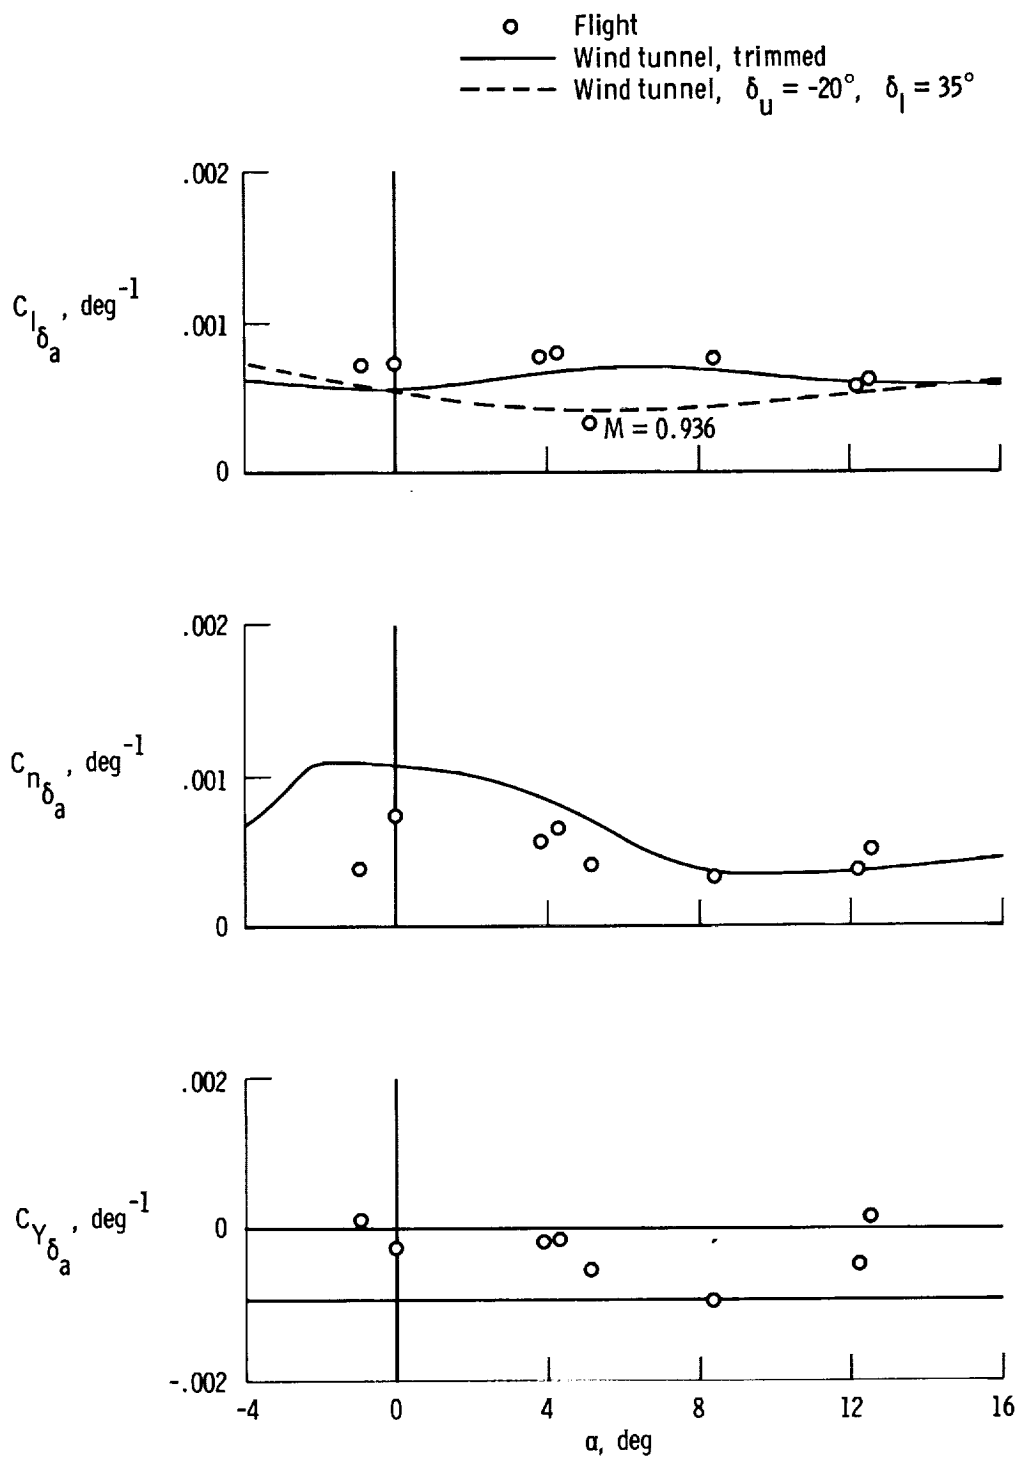 Flight
Wind tunnel, trimmed
Wind tunnel, δu = -20°, δl = 35°
.002
Clδa, deg-1
.001
M = 0.936
0
.002
Cnδa, deg-1
.001
0
.002
CYδa, deg-1
0
-.002
-4 0 4 8 12 16
α, deg